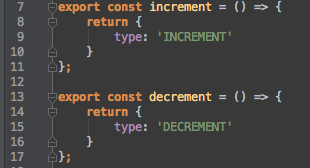 7 export const increment = () => {
8     return {
9         type: 'INCREMENT'
10     }
11 };
12
13 export const decrement = () => {
14     return {
15         type: 'DECREMENT'
16     }
17 };